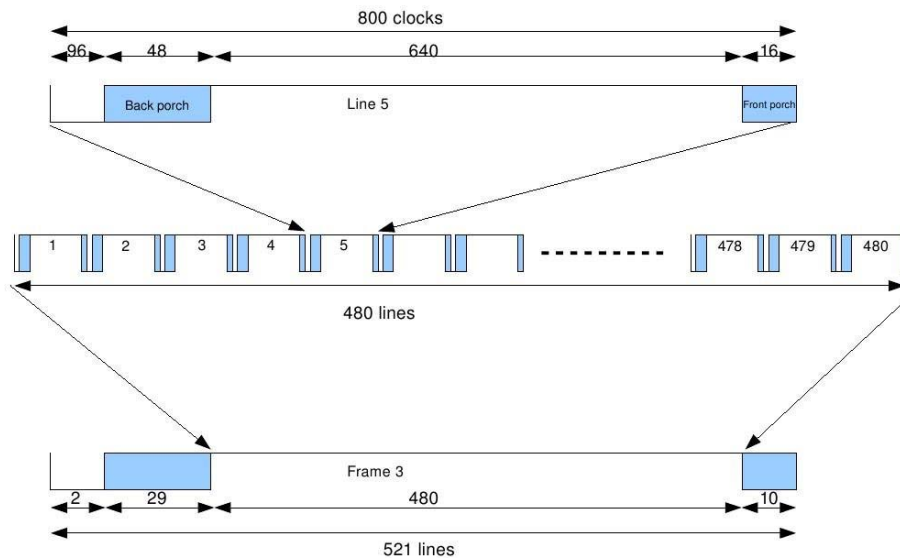 800 clocks
96 48 640 16
Back porch Line 5 Front porch
1 2 3 4 5 478 479 480
480 lines
Frame 3
2 29 480 10
521 lines